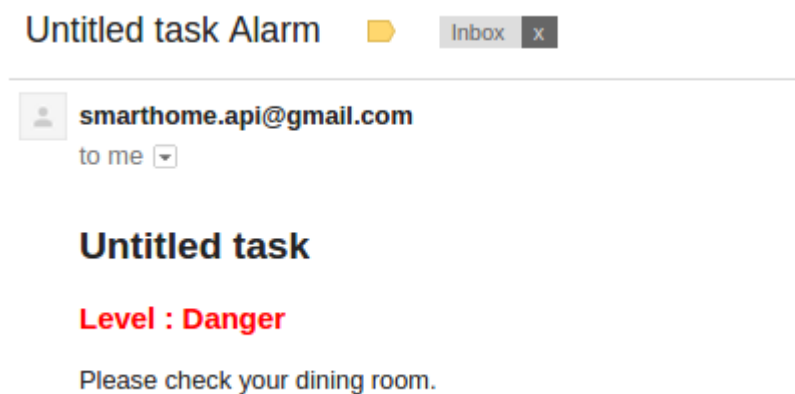 Untitled task Alarm Inbox x
smarthome.api@gmail.com
to me
Untitled task
Level : Danger
Please check your dining room.